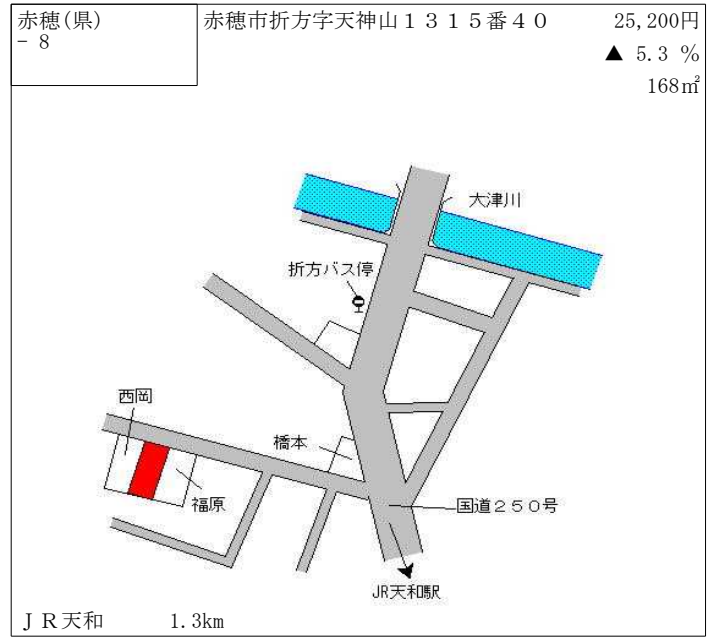 赤穂(県)
- 8
赤穂市折方字天神山1315番40
25,200円
▲ 5.3 %
168㎡
大津川
折方バス停
西岡
橋本
福原
国道250号
JR天和駅
JR天和 1.3km